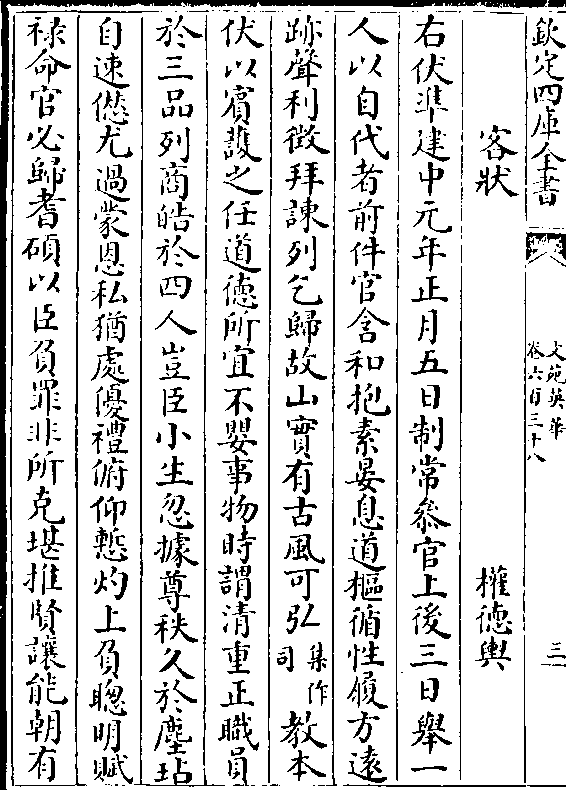 欽定四庫全書
文苑英華
卷六百三十八
三
客狀
權德輿
右伏準建中元年正月五日制常參官上後三日舉一
人以自代者前件官含和抱素晏息道樞循性履方遠
跡聲利徵拜諫列乞歸故山實有古風可弘集作司教本
伏以賓護之任道德所宜不嬰事物時謂清重正職員
於三品列商皓於四人豈臣小生忽據尊秩久於塵玷
自速僽尤過蒙恩私猶處優禮俯仰慙灼上負聰明賦
祿命官必歸耆碩以臣負罪非所克堪推賢讓能朝有